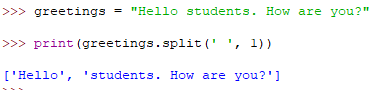 >>> greetings = "Hello students. How are you?"
>>> print(greetings.split(' ', 1))
['Hello', 'students. How are you?']
>>>